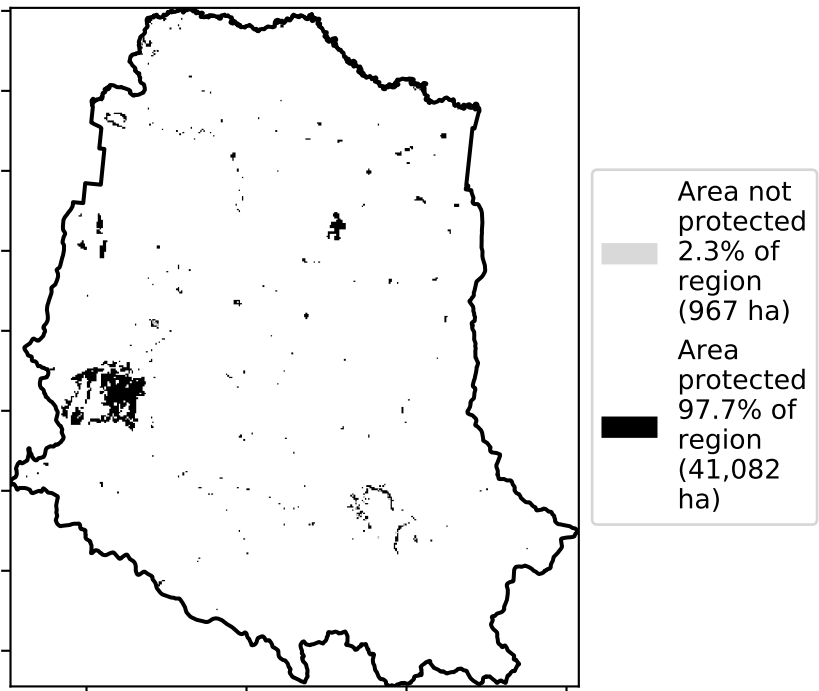 Area not
protected
2.3% of
region
(967 ha)
Area
protected
97.7% of
region
(41,082
ha)